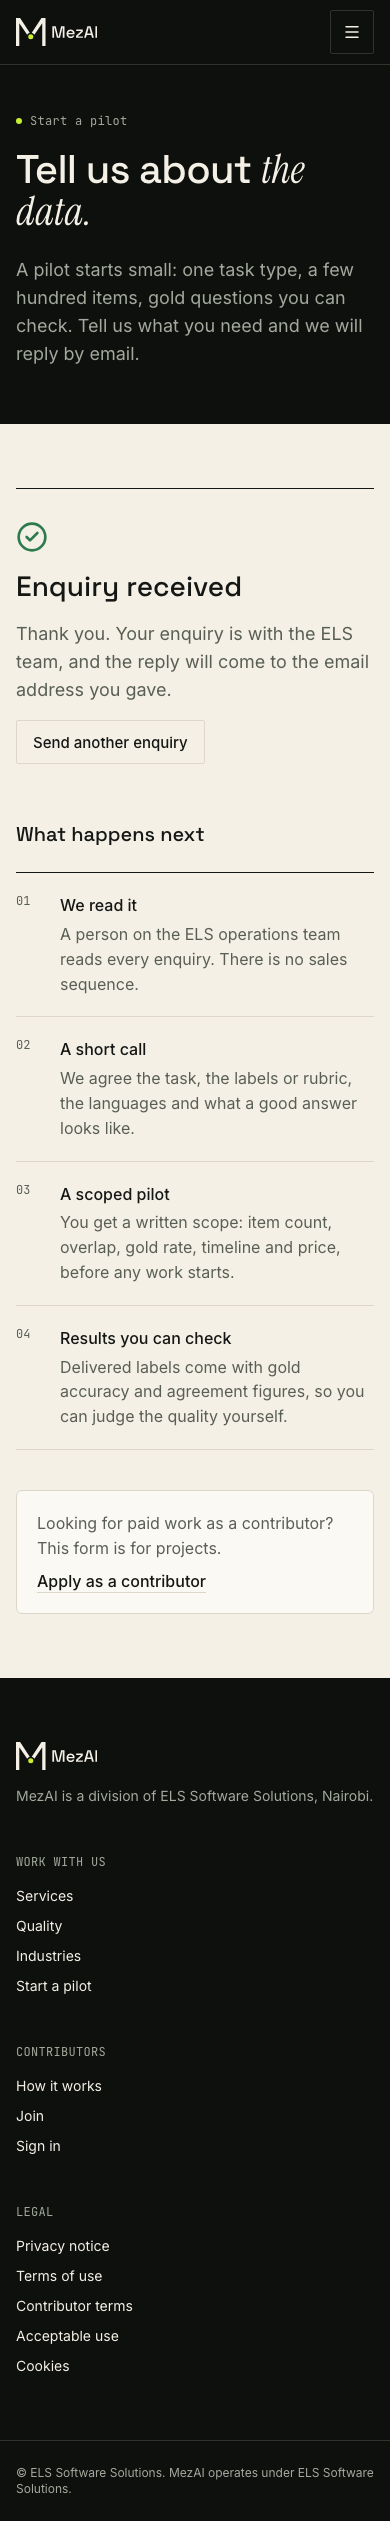 MezAI
Start a pilot
Tell us about the
data.
A pilot starts small: one task type, a few
hundred items, gold questions you can
check. Tell us what you need and we will
reply by email.
Enquiry received
Thank you. Your enquiry is with the ELS
team, and the reply will come to the email
address you gave.
Send another enquiry
What happens next
01
We read it
A person on the ELS operations team
reads every enquiry. There is no sales
sequence.
02
A short call
We agree the task, the labels or rubric,
the languages and what a good answer
looks like.
03
A scoped pilot
You get a written scope: item count,
overlap, gold rate, timeline and price,
before any work starts.
04
Results you can check
Delivered labels come with gold
accuracy and agreement figures, so you
can judge the quality yourself.
Looking for paid work as a contributor?
This form is for projects.
Apply as a contributor
MezAI
MezAI is a division of ELS Software Solutions, Nairobi.
WORK WITH US
Services
Quality
Industries
Start a pilot
CONTRIBUTORS
How it works
Join
Sign in
LEGAL
Privacy notice
Terms of use
Contributor terms
Acceptable use
Cookies
© ELS Software Solutions. MezAI operates under ELS Software
Solutions.